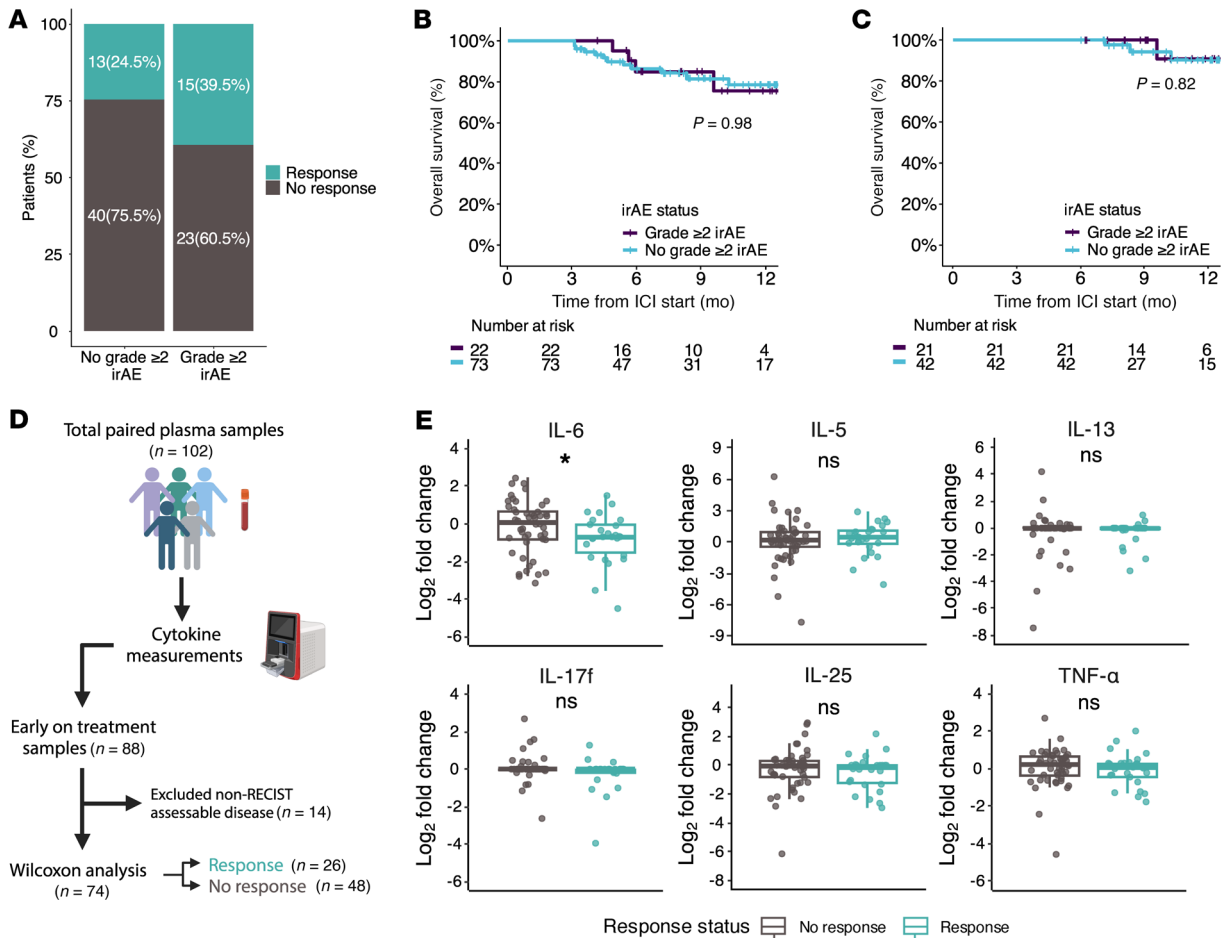 A
100
75
50
25
0
Patients (%)
13(24.5%)
15(39.5%)
40(75.5%)
23(60.5%)
No grade ≥2
irAE
Grade ≥2
irAE
Response
No response
B
100%
80%
60%
40%
20%
0%
Overall survival (%)
P = 0.98
irAE status
Grade ≥2 irAE
No grade ≥2 irAE
0 3 6 9 12
Time from ICI start (mo)
Number at risk
22 22 16 10 4
73 73 47 31 17
C
100%
80%
60%
40%
20%
0%
Overall survival (%)
P = 0.82
irAE status
Grade ≥2 irAE
No grade ≥2 irAE
0 3 6 9 12
Time from ICI start (mo)
Number at risk
21 21 21 14 6
42 42 42 27 15
D
Total paired plasma samples
(n = 102)
Cytokine
measurements
Early on treatment
samples (n = 88)
Excluded non-RECIST
assessable disease (n = 14)
Wilcoxon analysis
(n = 74)
Response (n = 26)
No response (n = 48)
E
IL-6
*
4
2
0
-2
-4
-6
Log2 fold change
IL-5
ns
9
6
3
0
-3
-6
-9
Log2 fold change
IL-13
ns
6
4
2
0
-2
-4
-6
-8
Log2 fold change
IL-17f
ns
4
2
0
-2
-4
-6
Log2 fold change
IL-25
ns
4
2
0
-2
-4
-6
-8
Log2 fold change
TNF-α
ns
4
2
0
-2
-4
-6
Log2 fold change
Response status No response Response